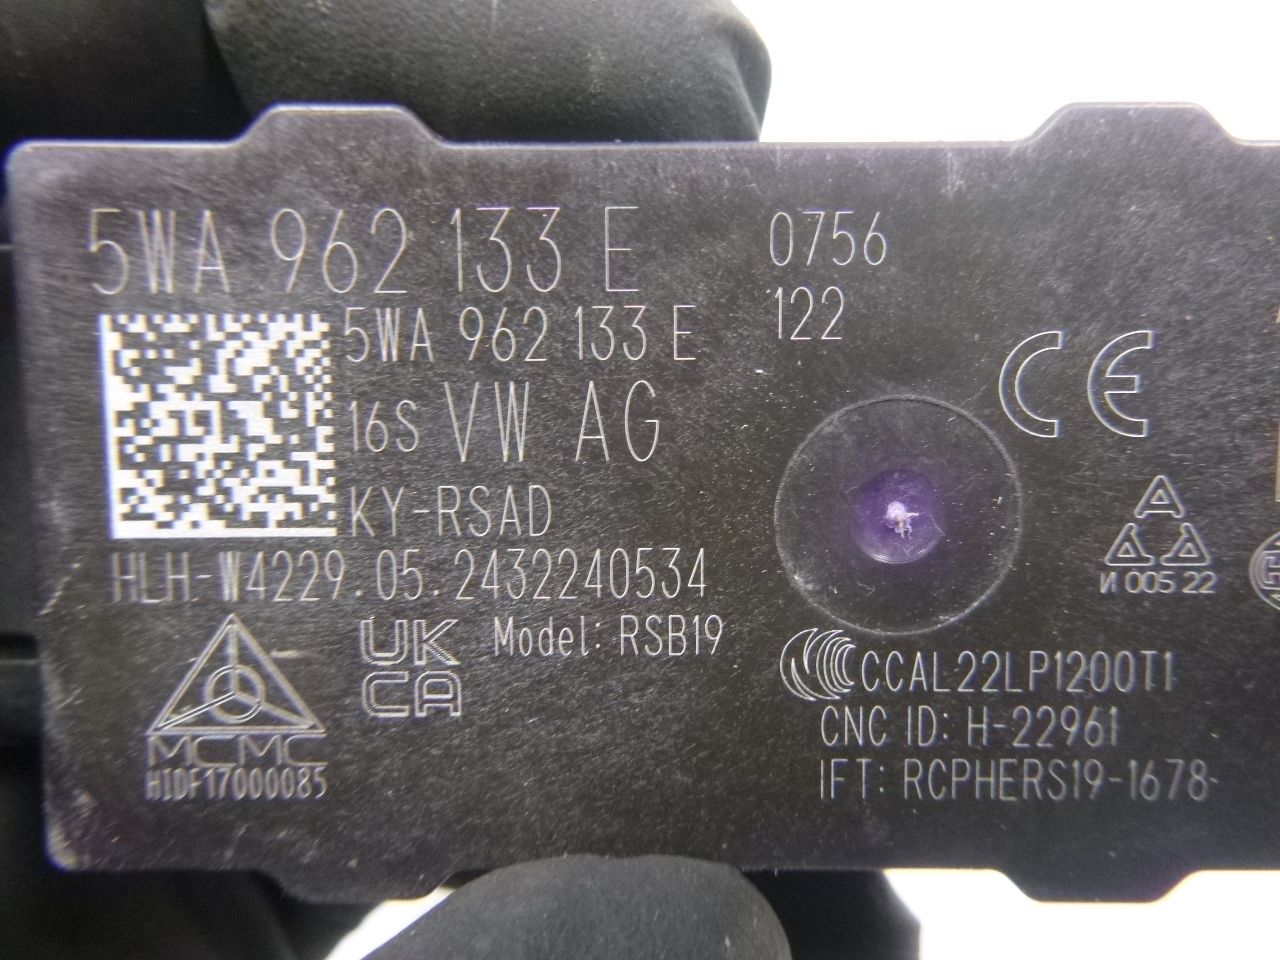 5WA 962 133 E
0756
122
5WA 962 133 E
16S VW AG
KY-RSAD
HLH-W4229.05.2432240534
CE
A
И 005 22
Model: RSB19
UK
CA
MCMC
HIDF17000085
CCAL22LP1200T1
CNC ID: H-22961
IFT: RCPHERS19-1678-